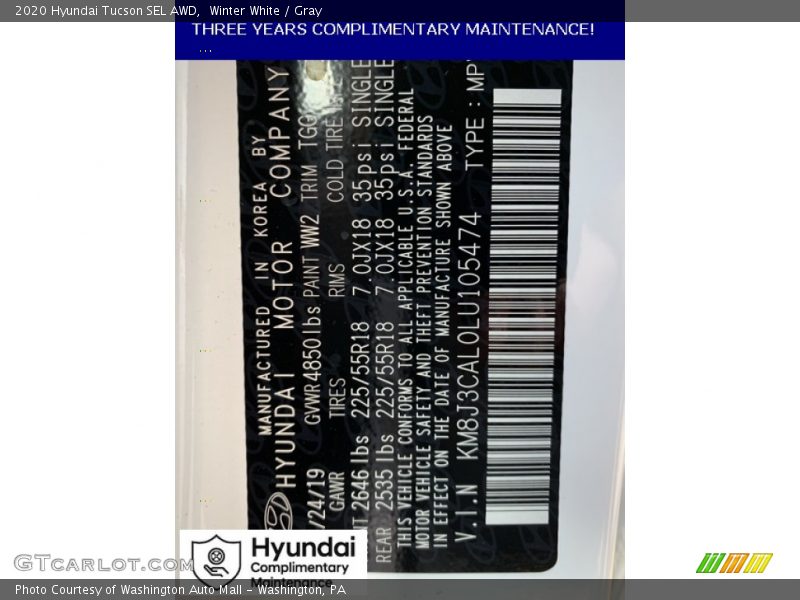 2020 Hyundai Tucson SEL AWD,  Winter White / Gray
THREE YEARS COMPLIMENTARY MAINTENANCE!
...
MANUFACTURED IN KOREA BY
HYUNDAI MOTOR COMPANY
/24/19 GVWR 4850lbs PAINT WW2 TRIM TGG
GAWR TIRES RIMS COLD TIRE
2646 lbs 225/55R18 7.0JX18 35psi SINGLE
REAR 2535 lbs 225/55R18 7.0JX18 35psi SINGLE
THIS VEHICLE CONFORMS TO ALL APPLICABLE U.S.A. FEDERAL
MOTOR VEHICLE SAFETY AND THEFT PREVENTION STANDARDS
IN EFFECT ON THE DATE OF MANUFACTURE SHOWN ABOVE
V.I.N KM8J3CAL0LU105474 TYPE : MPV
Hyundai
Complimentary
Maintenance
GTcarlot.com
Photo Courtesy of Washington Auto Mall - Washington, PA